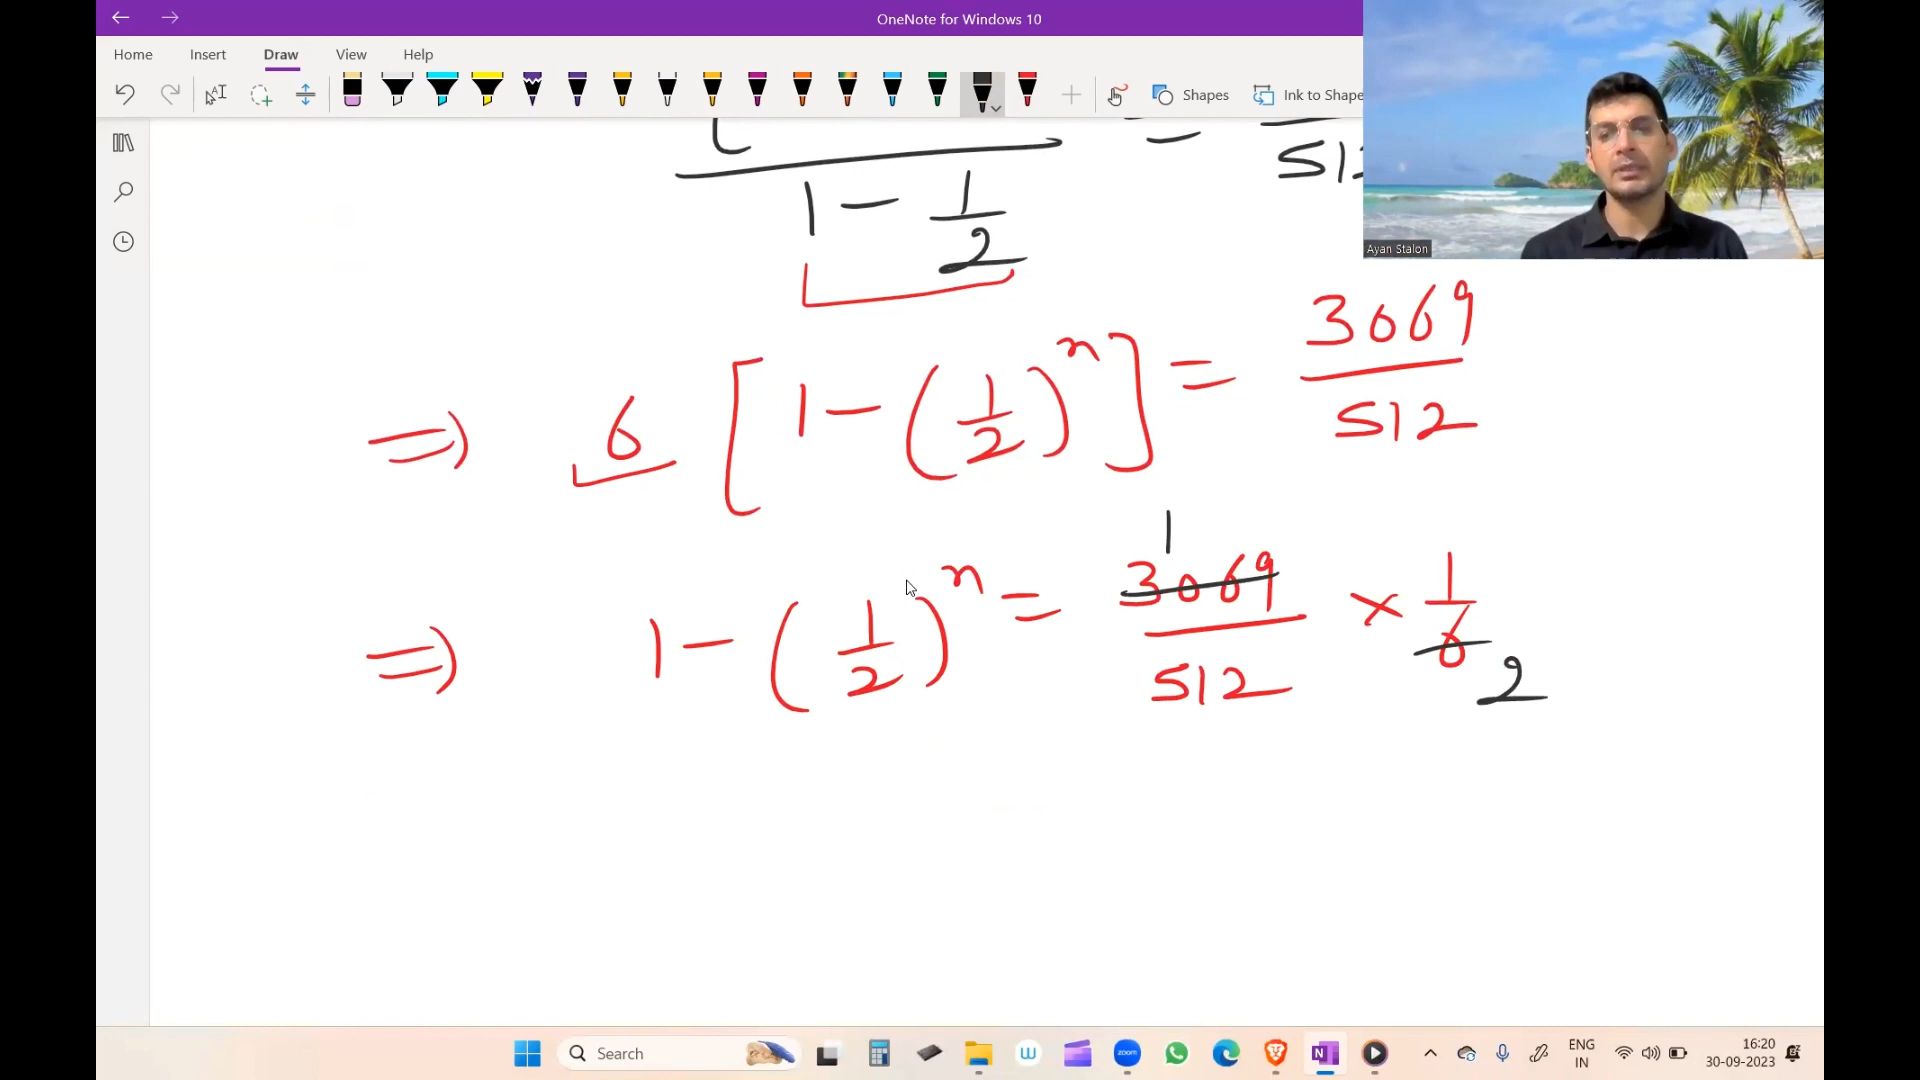 OneNote for Windows 10
Home Insert Draw View Help
Shapes Ink to Shape
1 - 1/2 = /512
⇒ 6 [1 - (1/2)^n] = 3069/512
⇒ 1 - (1/2)^n = 3069/512 × 1/6
1 2
Ayan Stalon
Search
zoom
ENG
IN
16:20
30-09-2023